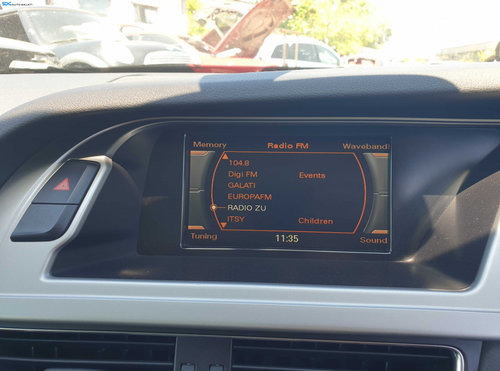 Memory Radio FM Waveband
104.8
Digi FM Events
GALATI
EUROPAFM
RADIO ZU
ITSY Children
Tuning 11:35 Sound